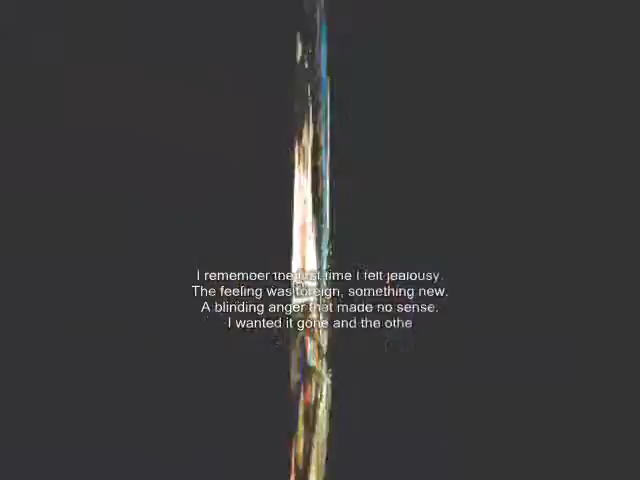 I remember the first time I felt jealousy.
The feeling was foreign, something new.
A blinding anger that made no sense.
I wanted it gone and the othe